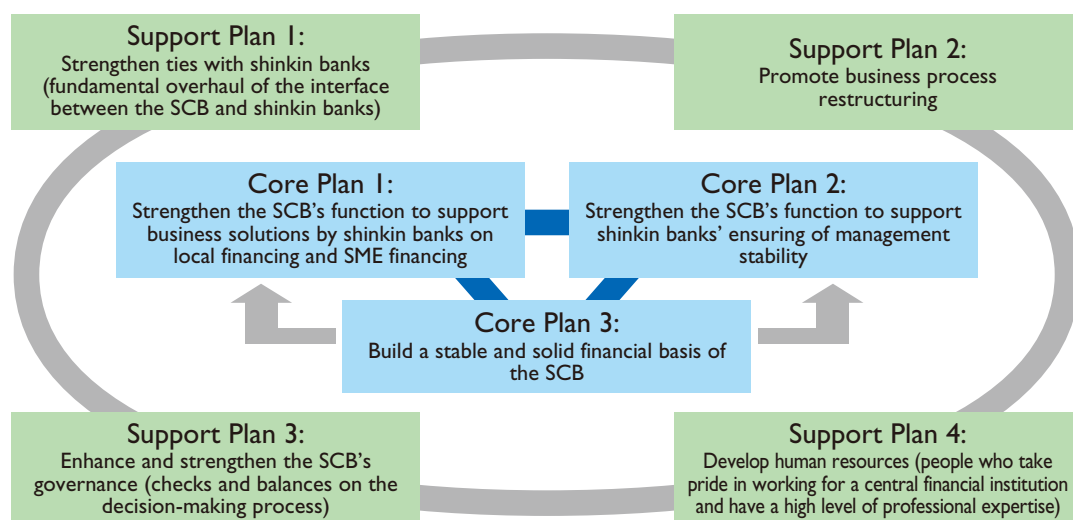 Support Plan 1:
Strengthen ties with shinkin banks
(fundamental overhaul of the interface
between the SCB and shinkin banks)
Support Plan 2:
Promote business process
restructuring
Core Plan 1:
Strengthen the SCB's function to support
business solutions by shinkin banks on
local financing and SME financing
Core Plan 2:
Strengthen the SCB's function to support
shinkin banks' ensuring of management
stability
Core Plan 3:
Build a stable and solid financial basis of
the SCB
Support Plan 3:
Enhance and strengthen the SCB's
governance (checks and balances on the
decision-making process)
Support Plan 4:
Develop human resources (people who take
pride in working for a central financial institution
and have a high level of professional expertise)